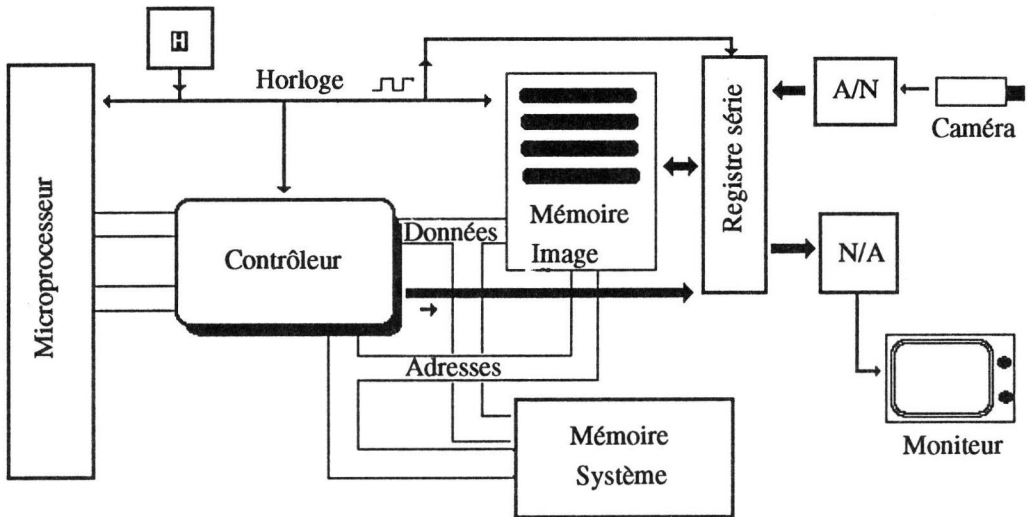 H
Horloge
Microprocesseur
Contrôleur
Données
Mémoire
Image
Registre série
A/N
Caméra
N/A
Moniteur
Adresses
Mémoire
Système